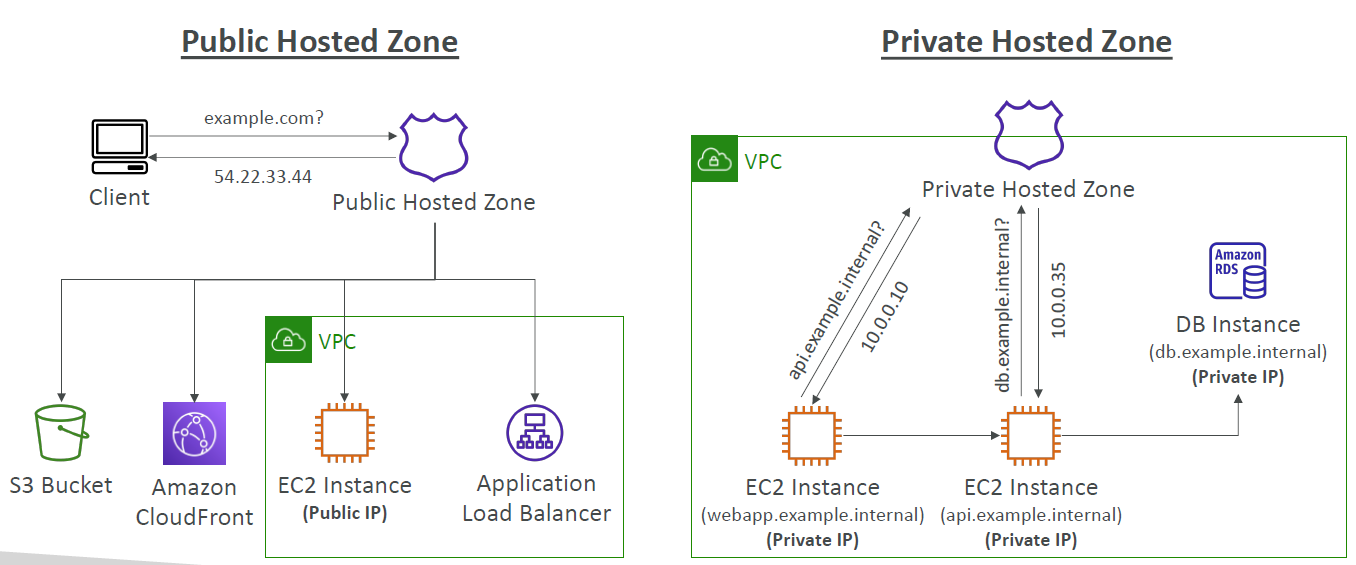 Public Hosted Zone
example.com?
54.22.33.44
Client
Public Hosted Zone
VPC
S3 Bucket
Amazon
CloudFront
EC2 Instance
(Public IP)
Application
Load Balancer
Private Hosted Zone
VPC
Private Hosted Zone
api.example.internal?
10.0.0.10
db.example.internal?
10.0.0.35
Amazon
RDS
DB Instance
(db.example.internal)
(Private IP)
EC2 Instance
(webapp.example.internal)
(Private IP)
EC2 Instance
(api.example.internal)
(Private IP)